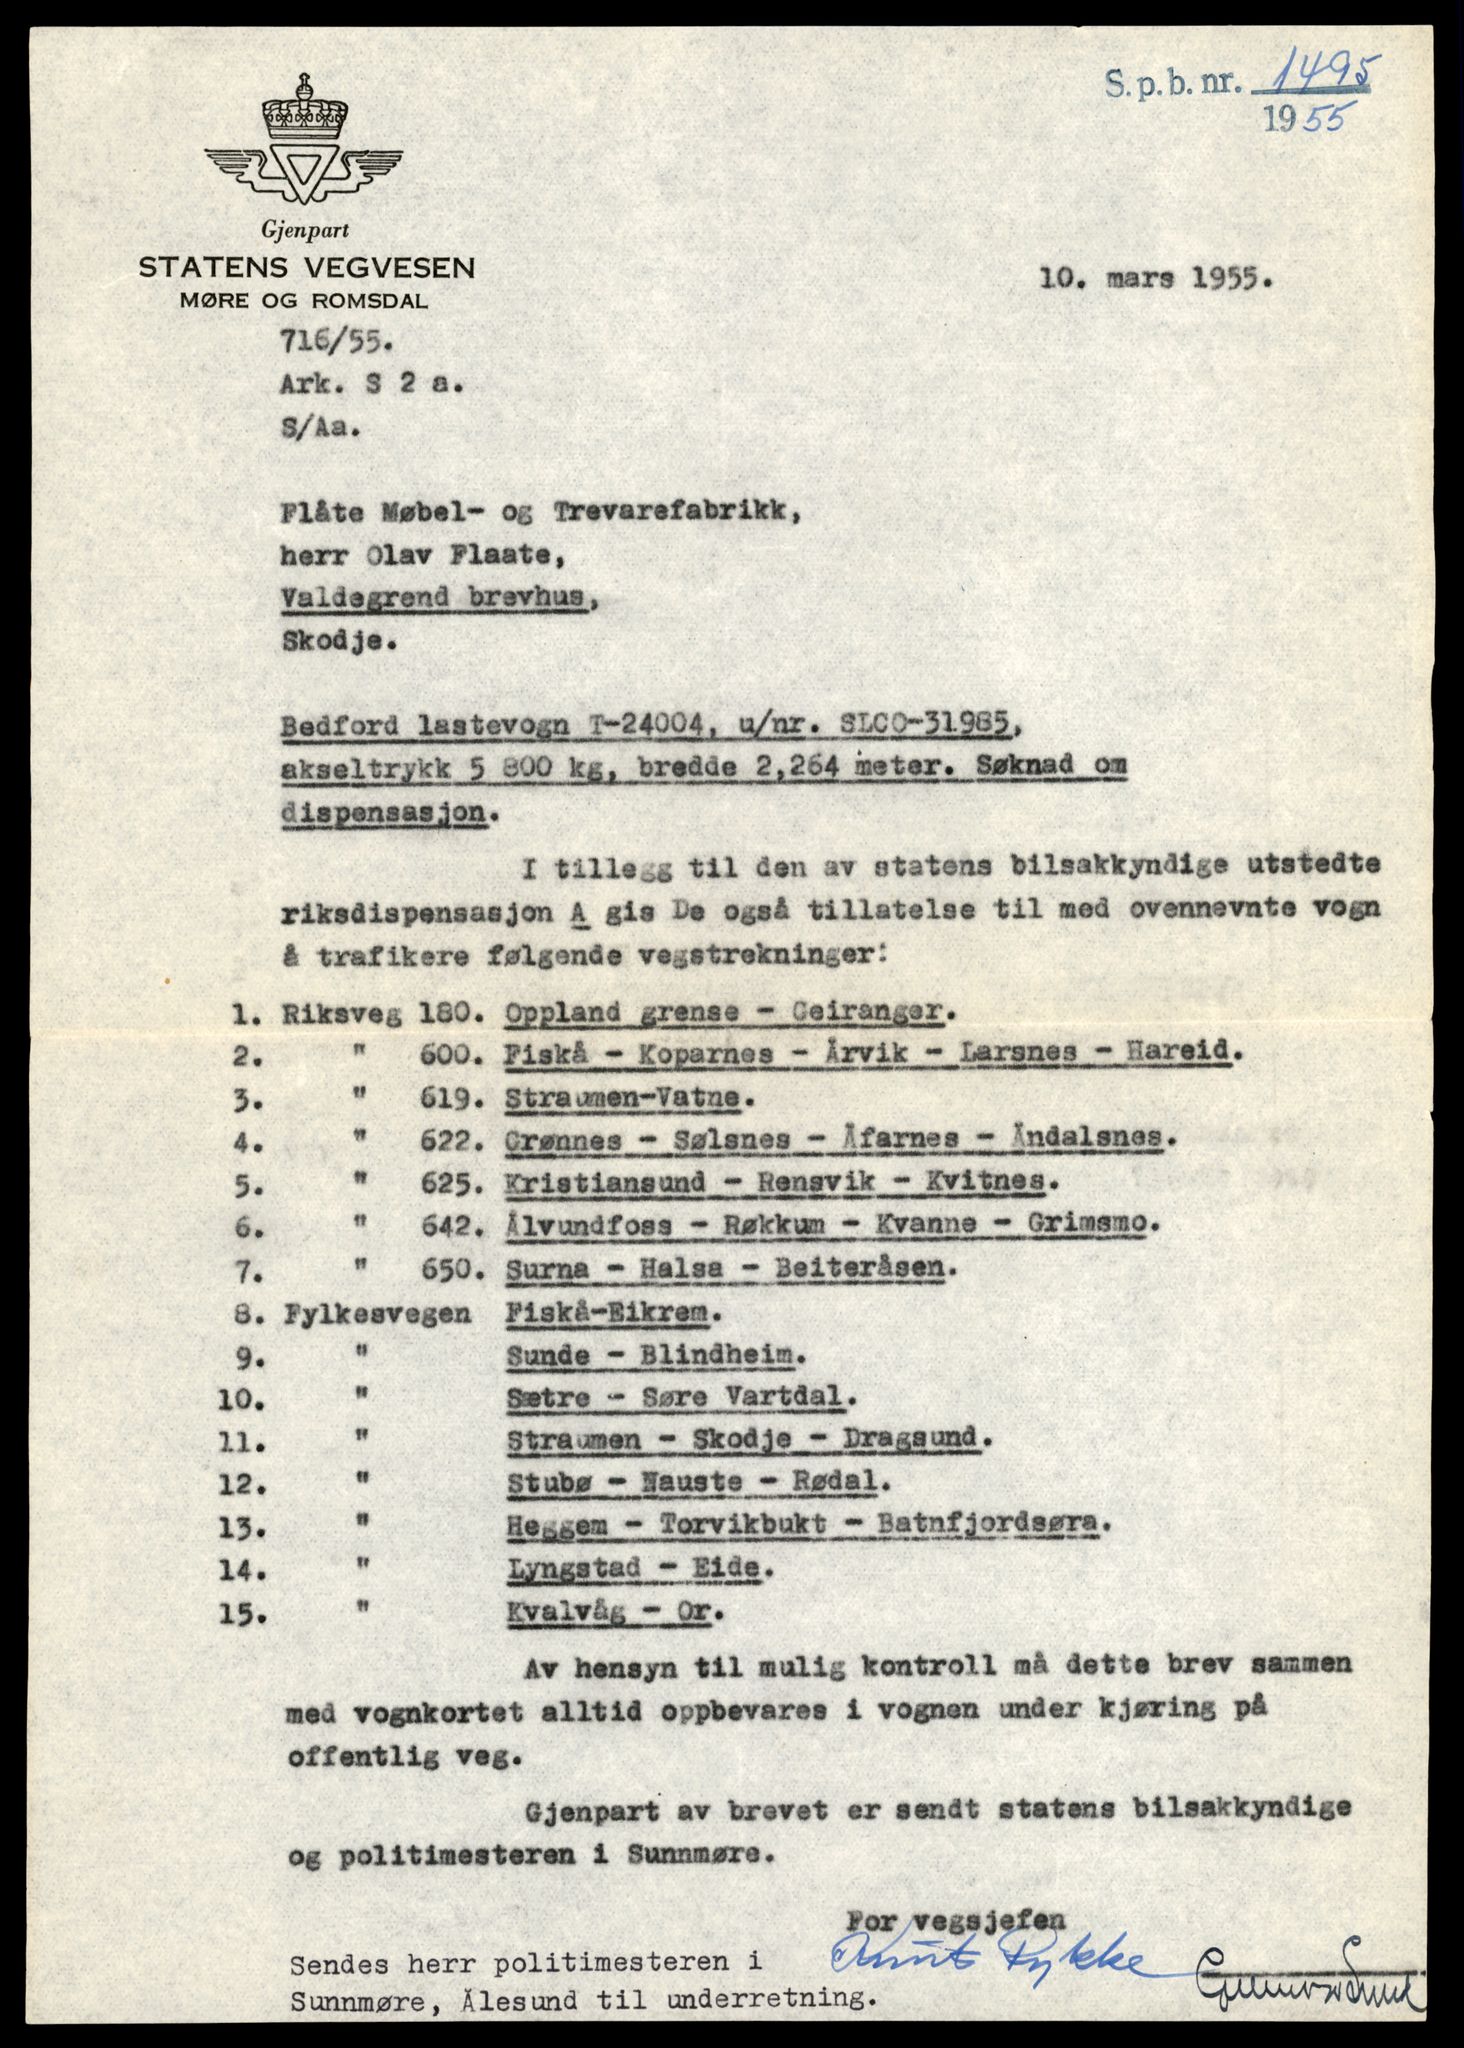 S.p.b. nr. 1495
1955
Gjenpart
STATENS VEGVESEN
MØRE OG ROMSDAL
10. mars 1955.
716/55.
Ark. S 2 a.
S/Aa.
Flåte Møbel- og Trevarefabrikk,
herr Olav Flaate,
Valdegrend brevhus,
Skodje.
Bedford lastevogn T-24004, u/nr. SLCO-31985,
akseltrykk 5 800 kg, bredde 2,264 meter. Søknad om
dispensasjon.
I tillegg til den av statens bilsakkyndige utstedte
riksdispensasjon A gis De også tillatelse til med ovennevnte vogn
å trafikere følgende vegstrekninger:
1. Riksveg 180. Oppland grense - Geiranger.
2. " 600. Fiskå - Koparnes - Årvik - Larsnes - Hareid.
3. " 619. Straumen-Vatne.
4. " 622. Grønnes - Sølsnes - Åfarnes - Åndalsnes.
5. " 625. Kristiansund - Rensvik - Kvitnes.
6. " 642. Ålvundfoss - Røkkum - Kvanne - Grimsmo.
7. " 650. Surna - Halsa - Beiteråsen.
8. Fylkesvegen Fiskå-Eikrem.
9. " Sunde - Blindheim.
10. " Sætre - Søre Vartdal.
11. " Straumen - Skodje - Dragsund.
12. " Stubø - Nauste - Rødal.
13. " Heggem - Torvikbukt - Batnfjordsøra.
14. " Lyngstad - Eide.
15. " Kvalvåg - Or.
Av hensyn til mulig kontroll må dette brev sammen
med vognkortet alltid oppbevares i vognen under kjøring på
offentlig veg.
Gjenpart av brevet er sendt statens bilsakkyndige
og politimesteren i Sunnmøre.
For vegsjefen
Knut Rykke
Sendes herr politimesteren i
Sunnmøre, Ålesund til underretning.